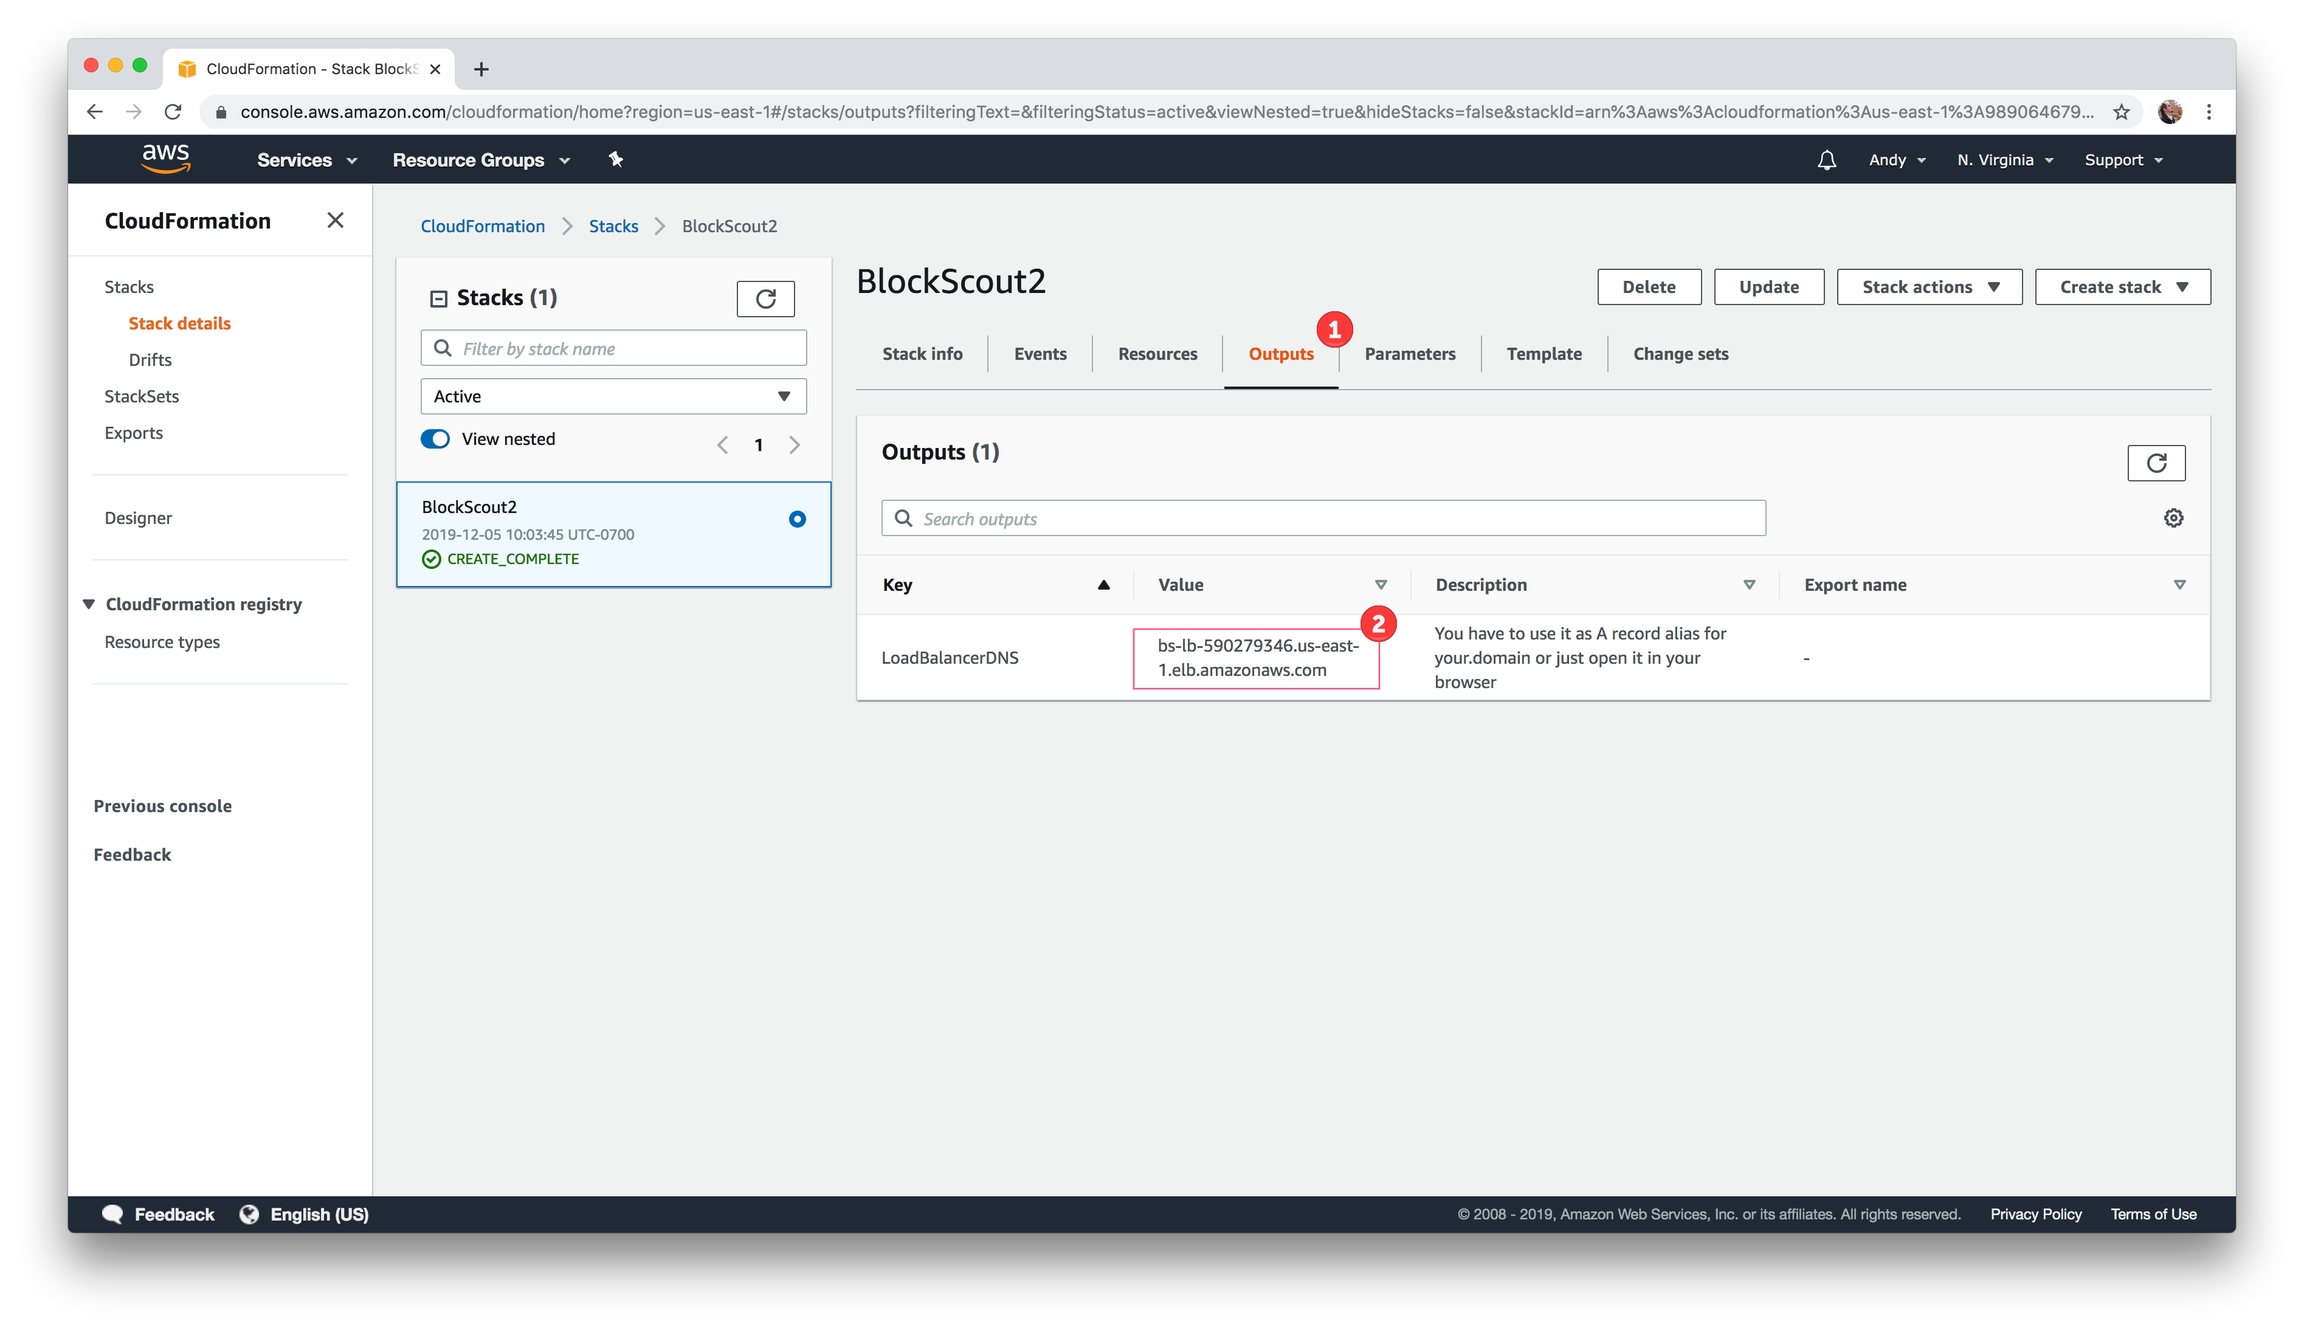 CloudFormation - Stack BlockS
console.aws.amazon.com/cloudformation/home?region=us-east-1#/stacks/outputs?filteringText=&filteringStatus=active&viewNested=true&hideStacks=false&stackId=arn%3Aaws%3Acloudformation%3Aus-east-1%3A989064679...
aws
Services
Resource Groups
Andy
N. Virginia
Support
CloudFormation
Stacks
Stack details
Drifts
StackSets
Exports
Designer
CloudFormation registry
Resource types
Previous console
Feedback
CloudFormation
Stacks
BlockScout2
Stacks (1)
Filter by stack name
Active
View nested
1
BlockScout2
2019-12-05 10:03:45 UTC-0700
CREATE_COMPLETE
BlockScout2
Delete
Update
Stack actions
Create stack
1
Stack info
Events
Resources
Outputs
Parameters
Template
Change sets
Outputs (1)
Search outputs
Key
Value
Description
Export name
2
LoadBalancerDNS
bs-lb-590279346.us-east-
1.elb.amazonaws.com
You have to use it as A record alias for
your.domain or just open it in your
browser
-
Feedback
English (US)
© 2008 - 2019, Amazon Web Services, Inc. or its affiliates. All rights reserved.
Privacy Policy
Terms of Use